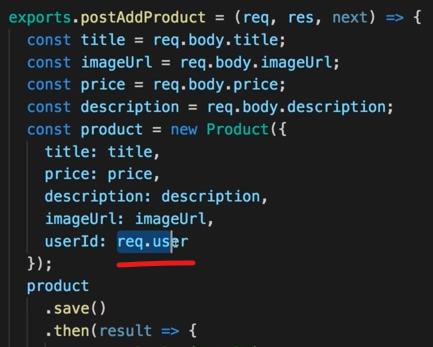 exports.postAddProduct = (req, res, next) => {
const title = req.body.title;
const imageUrl = req.body.imageUrl;
const price = req.body.price;
const description = req.body.description;
const product = new Product({
title: title,
price: price,
description: description,
imageUrl: imageUrl,
userId: req.user
});
product
.save()
.then(result => {